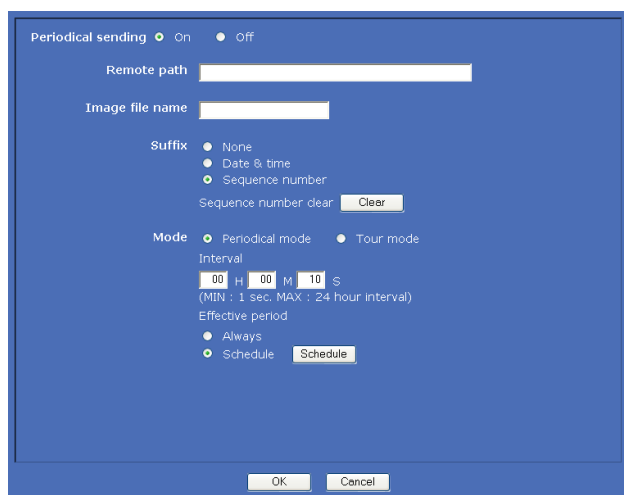 Periodical sending On Off
Remote path
Image file name
Suffix None
Date & time
Sequence number
Sequence number clear Clear
Mode Periodical mode Tour mode
Interval
00 H 00 M 10 S
(MIN : 1 sec. MAX : 24 hour interval)
Effective period
Always
Schedule Schedule
OK Cancel